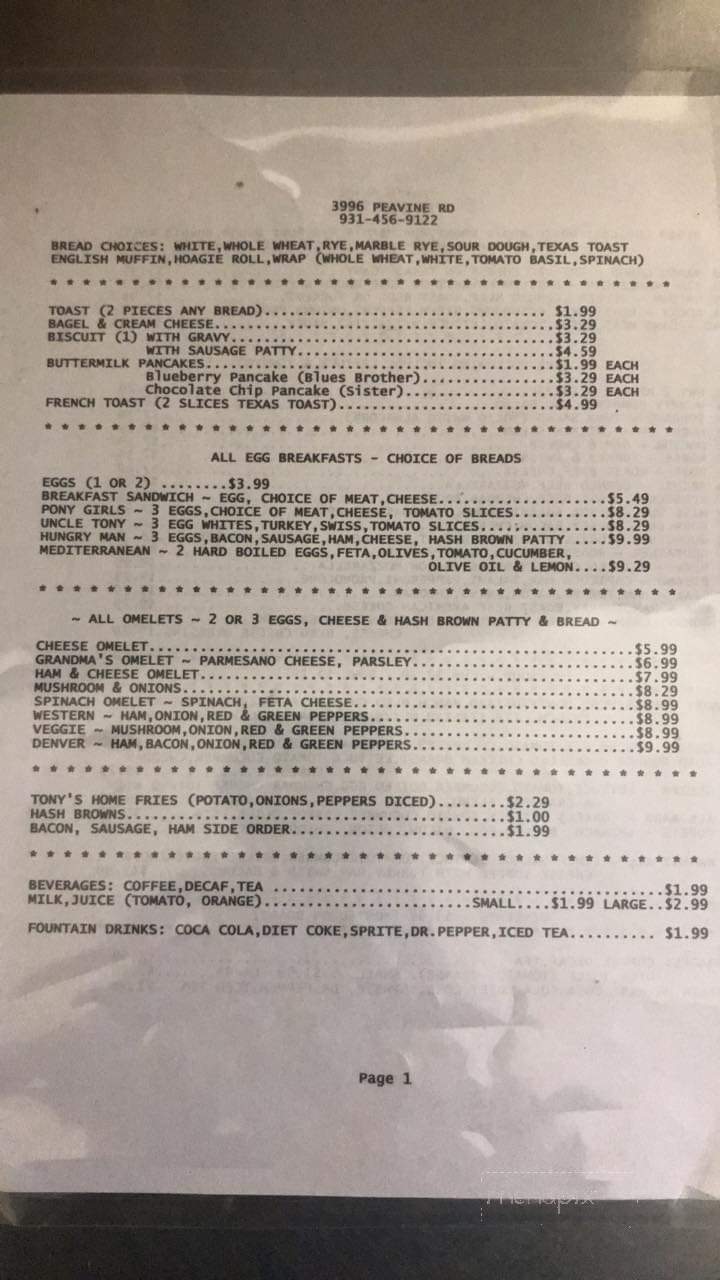 3996 PEAVINE RD
931-456-9122
BREAD CHOICES: WHITE,WHOLE WHEAT,RYE,MARBLE RYE,SOUR DOUGH,TEXAS TOAST
ENGLISH MUFFIN,HOAGIE ROLL,WRAP (WHOLE WHEAT,WHITE,TOMATO BASIL,SPINACH)
* * * * * * * * * * * * * * * * * * * * * * * * * * * * * * * *
TOAST (2 PIECES ANY BREAD).................................. $1.99
BAGEL & CREAM CHEESE.........................................$3.29
BISCUIT (1) WITH GRAVY.......................................$3.29
WITH SAUSAGE PATTY...............................$4.59
BUTTERMILK PANCAKES..........................................$1.99 EACH
Blueberry Pancake (Blues Brother)................$3.29 EACH
Chocolate Chip Pancake (Sister)..................$3.29 EACH
FRENCH TOAST (2 SLICES TEXAS TOAST)..........................$4.99
* * * * * * * * * * * * * * * * * * * * * * * * * * * * * * * *
ALL EGG BREAKFASTS - CHOICE OF BREADS
EGGS (1 OR 2) ........$3.99
BREAKFAST SANDWICH ~ EGG, CHOICE OF MEAT,CHEESE.....................$5.49
PONY GIRLS ~ 3 EGGS,CHOICE OF MEAT,CHEESE, TOMATO SLICES............$8.29
UNCLE TONY ~ 3 EGG WHITES,TURKEY,SWISS,TOMATO SLICES................$8.29
HUNGRY MAN ~ 3 EGGS,BACON,SAUSAGE,HAM,CHEESE, HASH BROWN PATTY ....$9.99
MEDITERRANEAN ~ 2 HARD BOILED EGGS,FETA,OLIVES,TOMATO,CUCUMBER,
OLIVE OIL & LEMON....$9.29
* * * * * * * * * * * * * * * * * * * * * * * * * * * * * * * *
~ ALL OMELETS ~ 2 OR 3 EGGS, CHEESE & HASH BROWN PATTY & BREAD ~
CHEESE OMELET...........................................................$5.99
GRANDMA'S OMELET ~ PARMESANO CHEESE, PARSLEY...........................$6.99
HAM & CHEESE OMELET.....................................................$7.99
MUSHROOM & ONIONS.......................................................$8.29
SPINACH OMELET ~ SPINACH, FETA CHEESE...................................$8.99
WESTERN ~ HAM,ONION,RED & GREEN PEPPERS.................................$8.99
VEGGIE ~ MUSHROOM,ONION,RED & GREEN PEPPERS.............................$8.99
DENVER ~ HAM,BACON,ONION,RED & GREEN PEPPERS............................$9.99
* * * * * * * * * * * * * * * * * * * * * * * * * * * * * * * *
TONY'S HOME FRIES (POTATO,ONIONS,PEPPERS DICED)........$2.29
HASH BROWNS.............................................$1.00
BACON, SAUSAGE, HAM SIDE ORDER..........................$1.99
* * * * * * * * * * * * * * * * * * * * * * * * * * * * * * * *
BEVERAGES: COFFEE,DECAF,TEA ..............................................$1.99
MILK,JUICE (TOMATO, ORANGE).........................SMALL....$1.99 LARGE..$2.99
FOUNTAIN DRINKS: COCA COLA,DIET COKE,SPRITE,DR.PEPPER,ICED TEA.......... $1.99
Page 1